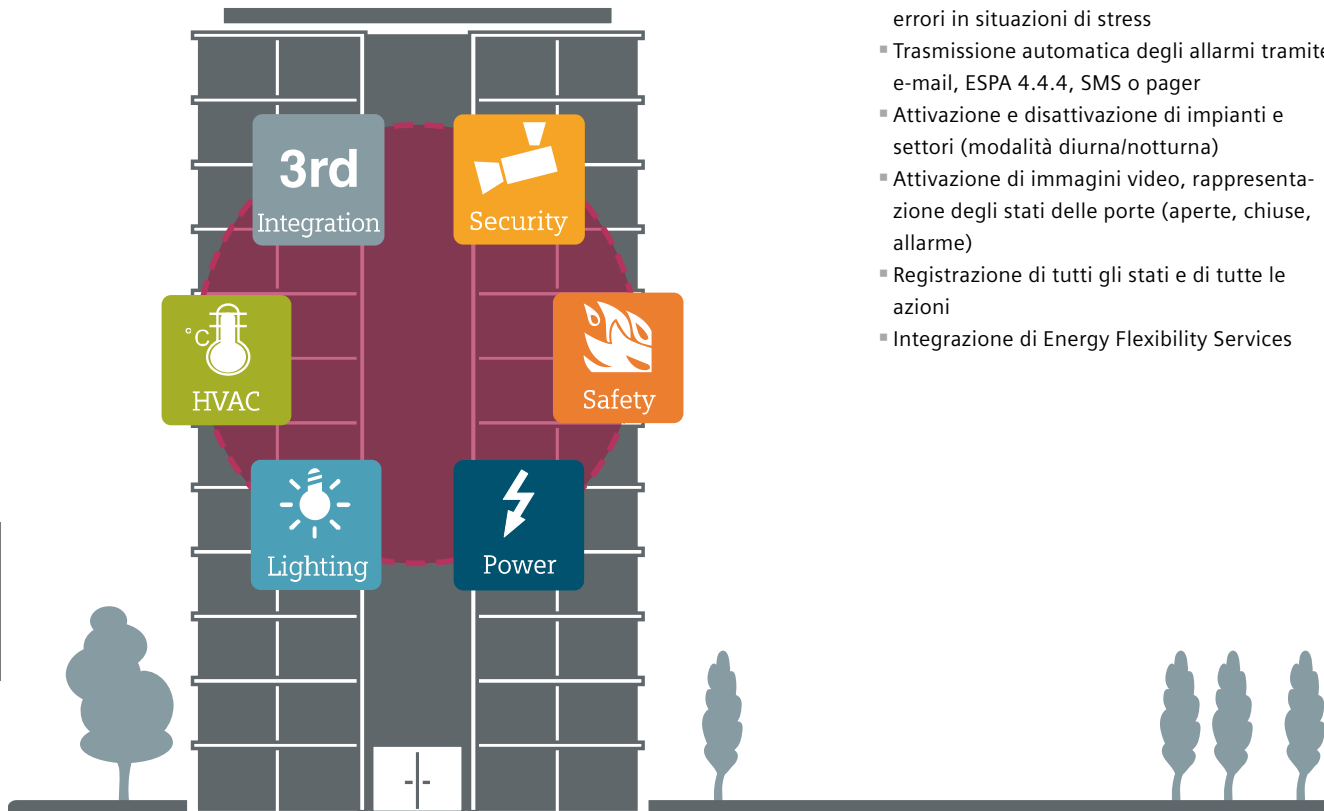 3rd
Integration
Security
°C
HVAC
Safety
Lighting
Power
errori in situazioni di stress
Trasmissione automatica degli allarmi tramite
e-mail, ESPA 4.4.4, SMS o pager
Attivazione e disattivazione di impianti e
settori (modalità diurna/notturna)
Attivazione di immagini video, rappresenta-
zione degli stati delle porte (aperte, chiuse,
allarme)
Registrazione di tutti gli stati e di tutte le
azioni
Integrazione di Energy Flexibility Services